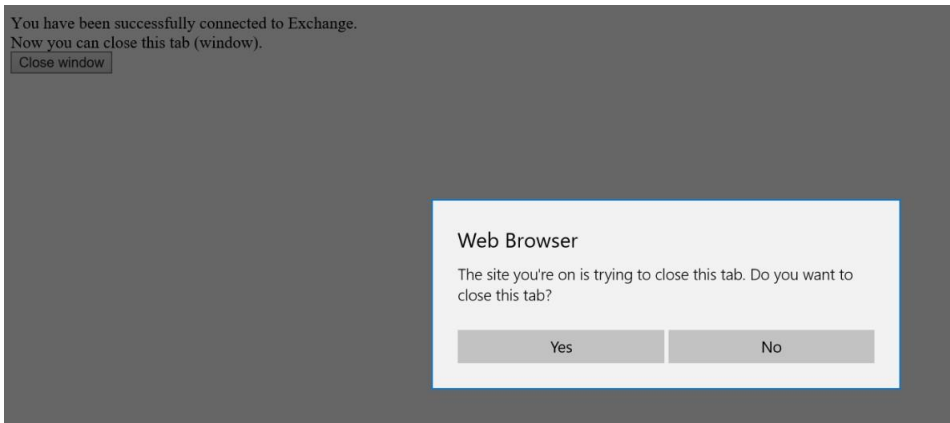 You have been successfully connected to Exchange.
Now you can close this tab (window).
Close window
Web Browser
The site you're on is trying to close this tab. Do you want to
close this tab?
Yes
No